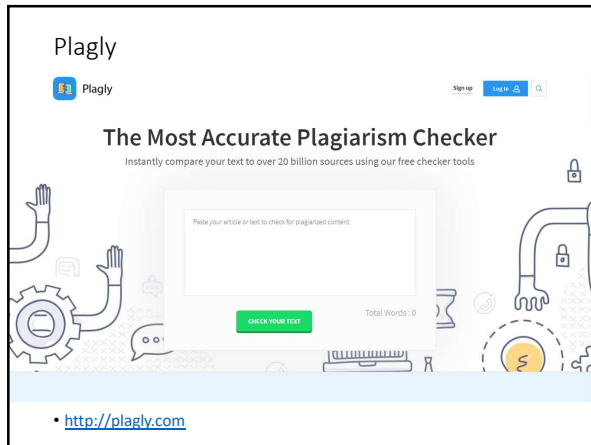 Plagly
Plagly
Sign up
Log In
The Most Accurate Plagiarism Checker
Instantly compare your text to over 20 billion sources using our free checker tools
Paste your article or text to check for plagiarized content
CHECK YOUR TEXT
Total Words : 0
• http://plagly.com